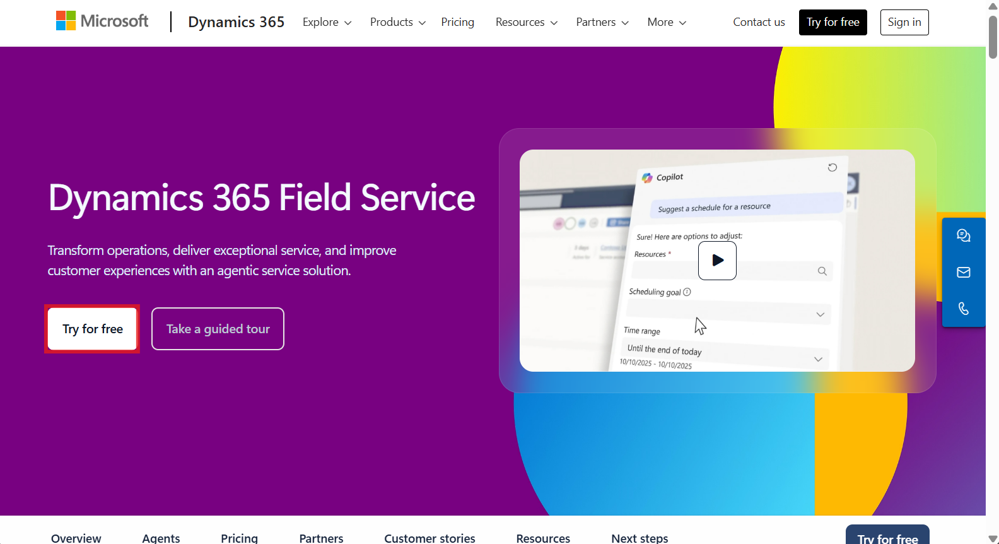 Microsoft
Dynamics 365
Explore
Products
Pricing
Resources
Partners
More
Contact us
Try for free
Sign in
Dynamics 365 Field Service
Transform operations, deliver exceptional service, and improve
customer experiences with an agentic service solution.
Try for free
Take a guided tour
Copilot
Suggest a schedule for a resource
Sure! Here are options to adjust:
Resources *
Scheduling goal
Time range
Until the end of today
10/10/2025 - 10/10/2025
3 days
Overview
Agents
Pricing
Partners
Customer stories
Resources
Next steps
Try for free